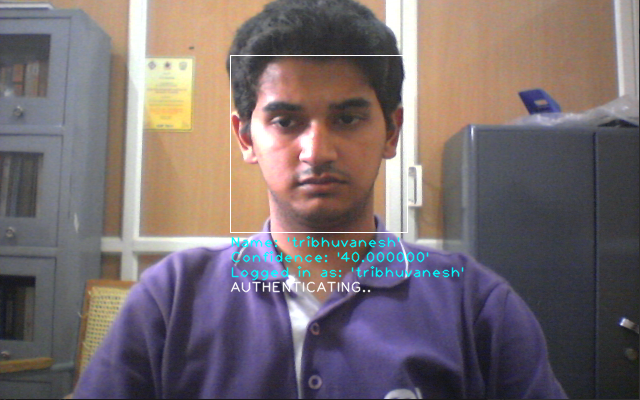 Name: 'tribhuvanesh'
Confidence: '40.000000'
Logged in as: 'tribhuvanesh'
AUTHENTICATING..